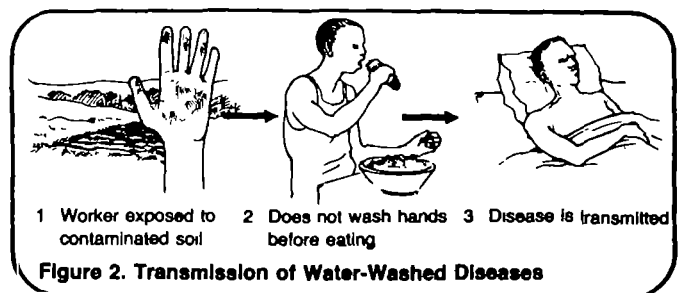 1 Worker exposed to contaminated soil
2 Does not wash hands before eating
3 Disease is transmitted
Figure 2. Transmission of Water-Washed Diseases